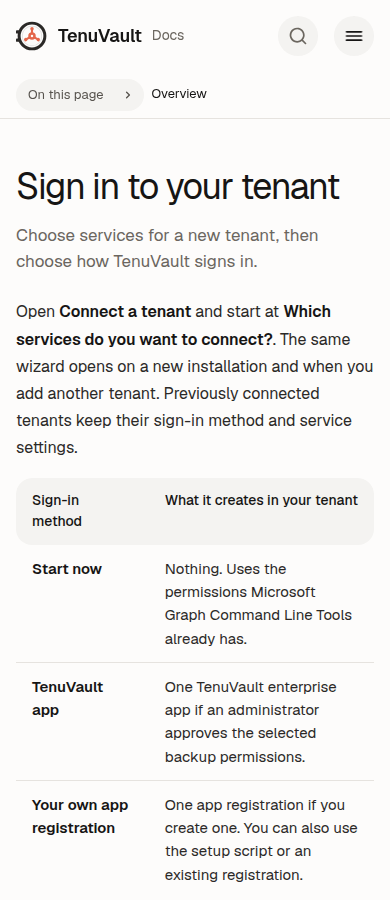 TenuVault Docs
On this page
Overview
Sign in to your tenant
Choose services for a new tenant, then
choose how TenuVault signs in.
Open Connect a tenant and start at Which
services do you want to connect?. The same
wizard opens on a new installation and when you
add another tenant. Previously connected
tenants keep their sign-in method and service
settings.
Sign-in
method
What it creates in your tenant
Start now
Nothing. Uses the
permissions Microsoft
Graph Command Line Tools
already has.
TenuVault
app
One TenuVault enterprise
app if an administrator
approves the selected
backup permissions.
Your own app
registration
One app registration if you
create one. You can also use
the setup script or an
existing registration.